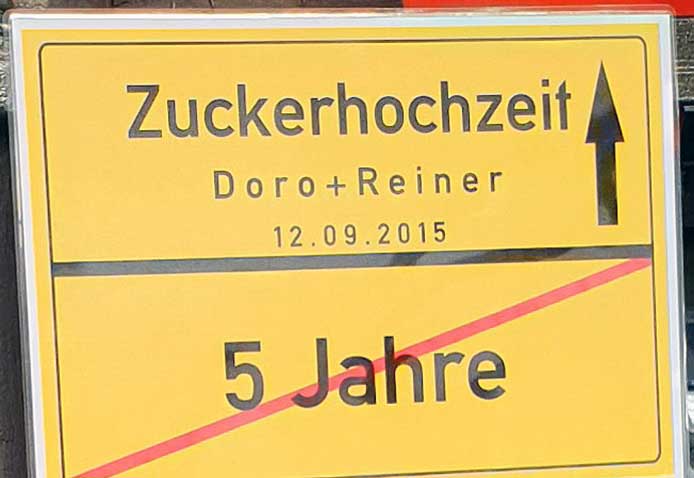 Zuckerhochzeit
Doro+Reiner
12.09.2015
5 Jahre